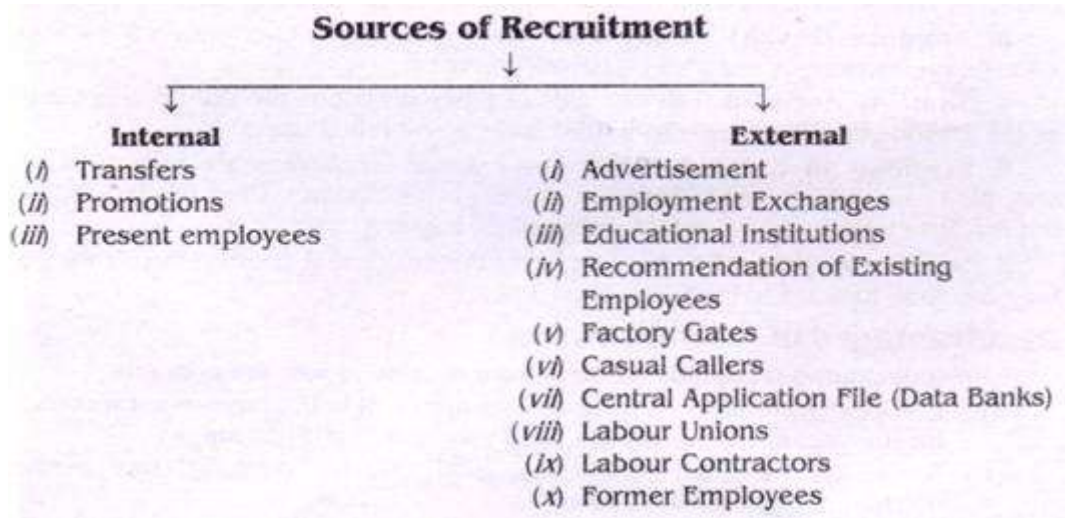 Sources of Recruitment
Internal
(i) Transfers
(ii) Promotions
(iii) Present employees
External
(i) Advertisement
(ii) Employment Exchanges
(iii) Educational Institutions
(iv) Recommendation of Existing
Employees
(v) Factory Gates
(vi) Casual Callers
(vii) Central Application File (Data Banks)
(viii) Labour Unions
(ix) Labour Contractors
(x) Former Employees